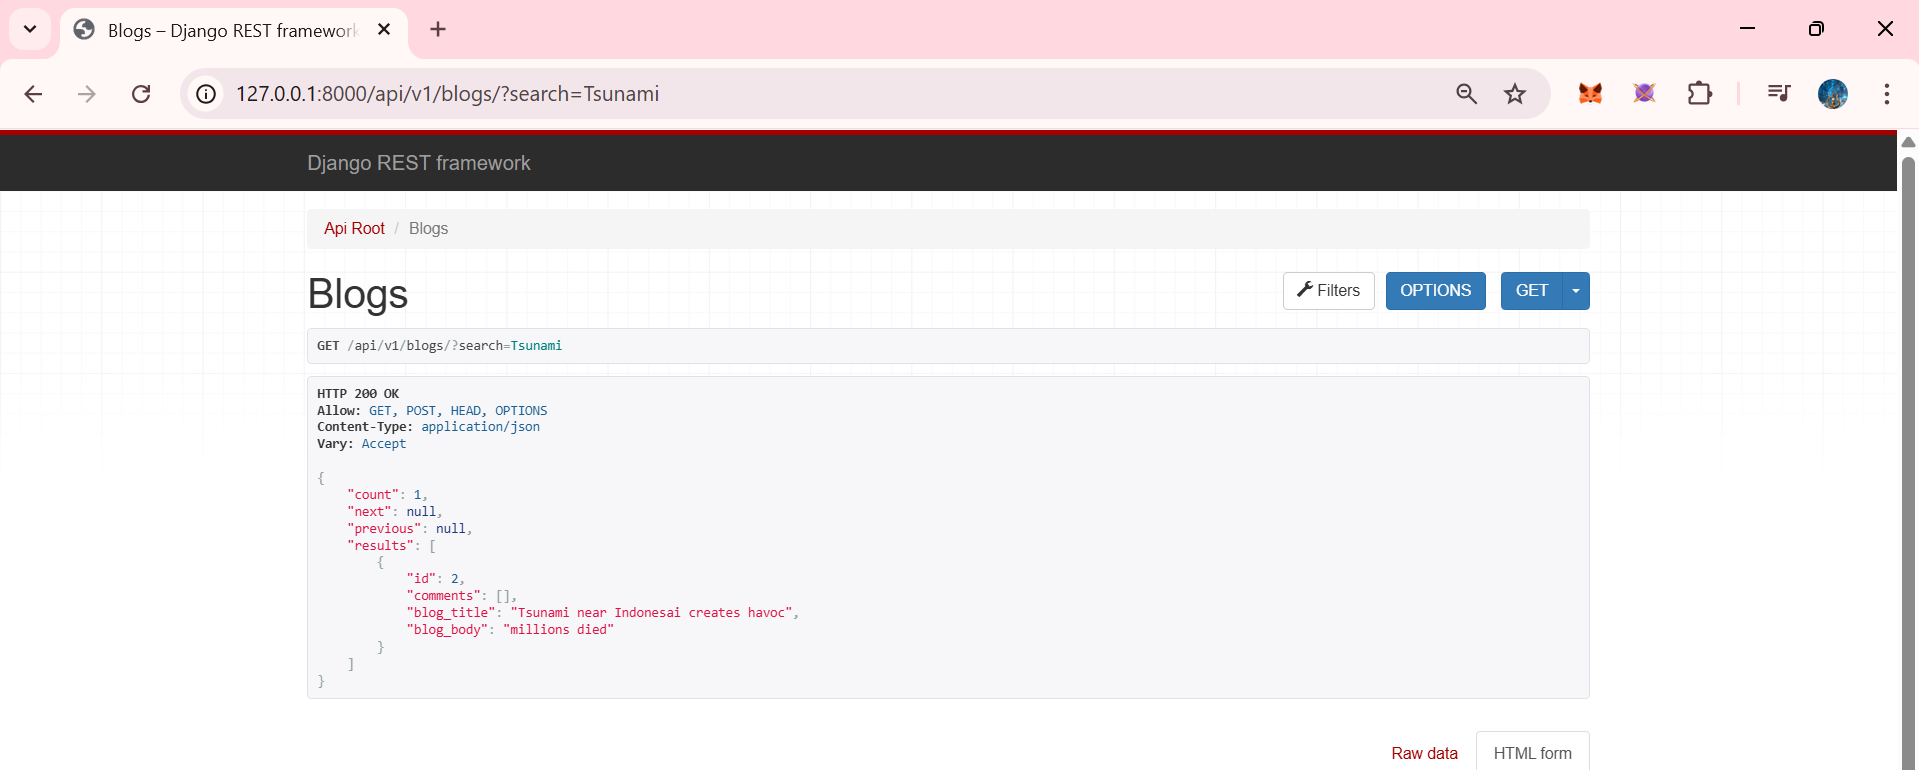 Blogs – Django REST framework
127.0.0.1:8000/api/v1/blogs/?search=Tsunami
Django REST framework
Api Root / Blogs
Blogs
Filters
OPTIONS
GET
GET /api/v1/blogs/?search=Tsunami
HTTP 200 OK
Allow: GET, POST, HEAD, OPTIONS
Content-Type: application/json
Vary: Accept
{
    "count": 1,
    "next": null,
    "previous": null,
    "results": [
        {
            "id": 2,
            "comments": [],
            "blog_title": "Tsunami near Indonesai creates havoc",
            "blog_body": "millions died"
        }
    ]
}
Raw data
HTML form